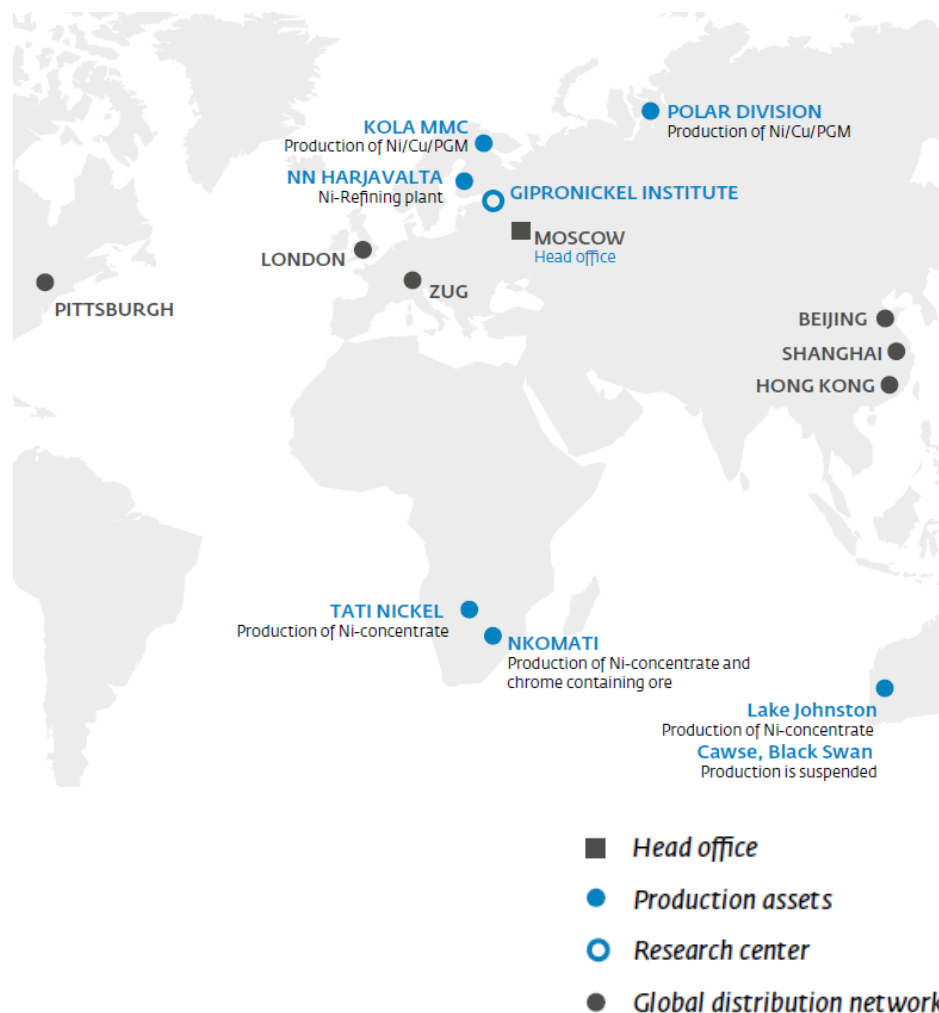 POLAR DIVISION
Production of Ni/Cu/PGM
KOLA MMC
Production of Ni/Cu/PGM
NN HARJAVALTA
Ni-Refining plant
GIPRONICKEL INSTITUTE
MOSCOW
Head office
LONDON
ZUG
PITTSBURGH
BEIJING
SHANGHAI
HONG KONG
TATI NICKEL
Production of Ni-concentrate
NKOMATI
Production of Ni-concentrate and
chrome containing ore
Lake Johnston
Production of Ni-concentrate
Cawse, Black Swan
Production is suspended
Head office
Production assets
Research center
Global distribution network